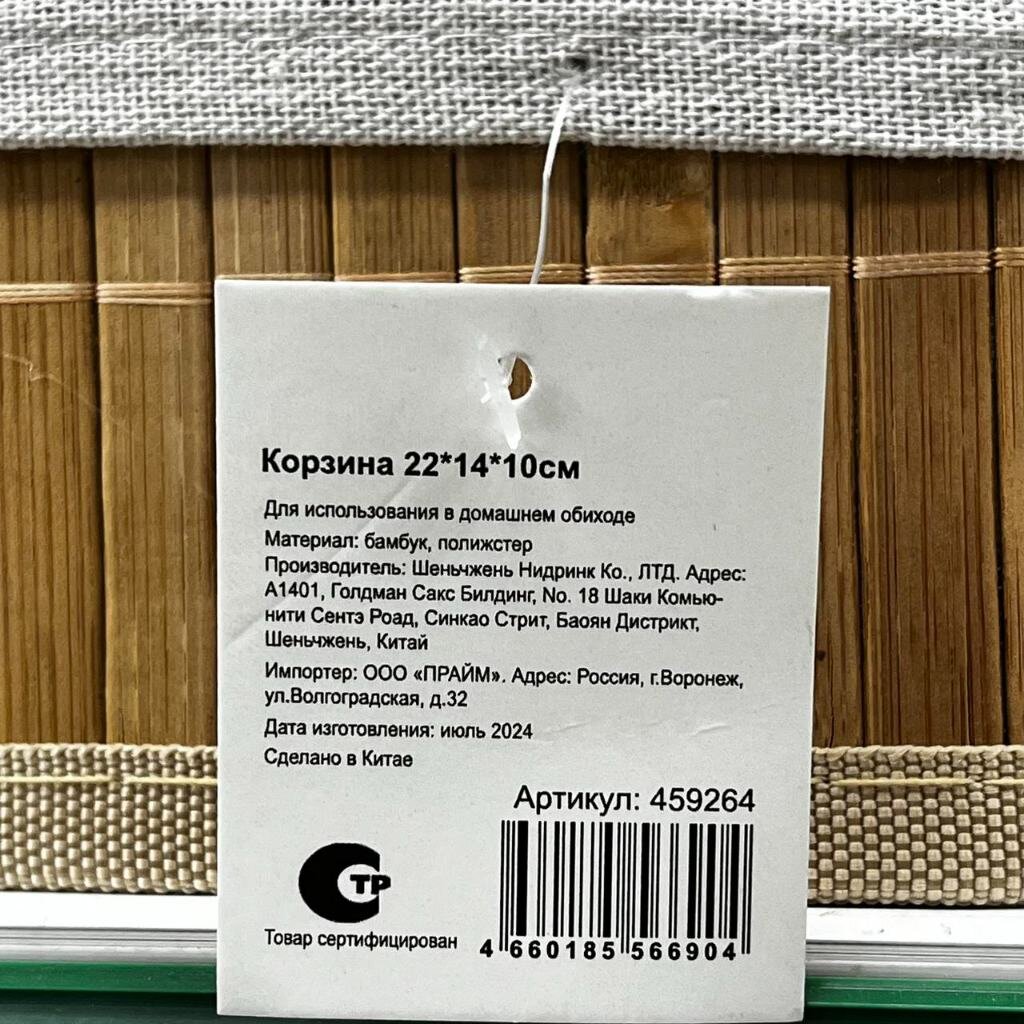 Корзина 22*14*10см
Для использования в домашнем обиходе
Материал: бамбук, полижстер
Производитель: Шеньчжень Нидринк Ко., ЛТД. Адрес:
А1401, Голдман Сакс Билдинг, No. 18 Шаки Комью-
нити Сентэ Роад, Синкао Стрит, Баоян Дистрикт,
Шеньчжень, Китай
Импортер: ООО «ПРАЙМ». Адрес: Россия, г.Воронеж,
ул.Волгоградская, д.32
Дата изготовления: июль 2024
Сделано в Китае
Артикул: 459264
СТР
Товар сертифицирован
4 660185 566904